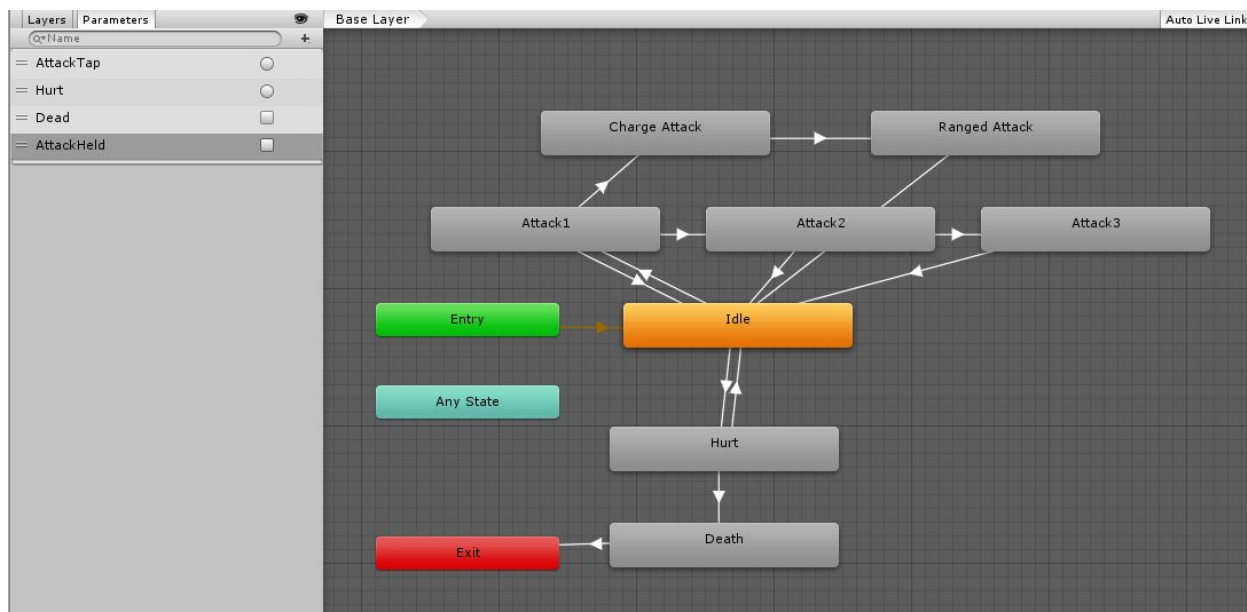 Layers Parameters
Name
AttackTap
Hurt
Dead
AttackHeld
Base Layer
Auto Live Link
Charge Attack
Ranged Attack
Attack1
Attack2
Attack3
Entry
Idle
Any State
Hurt
Death
Exit